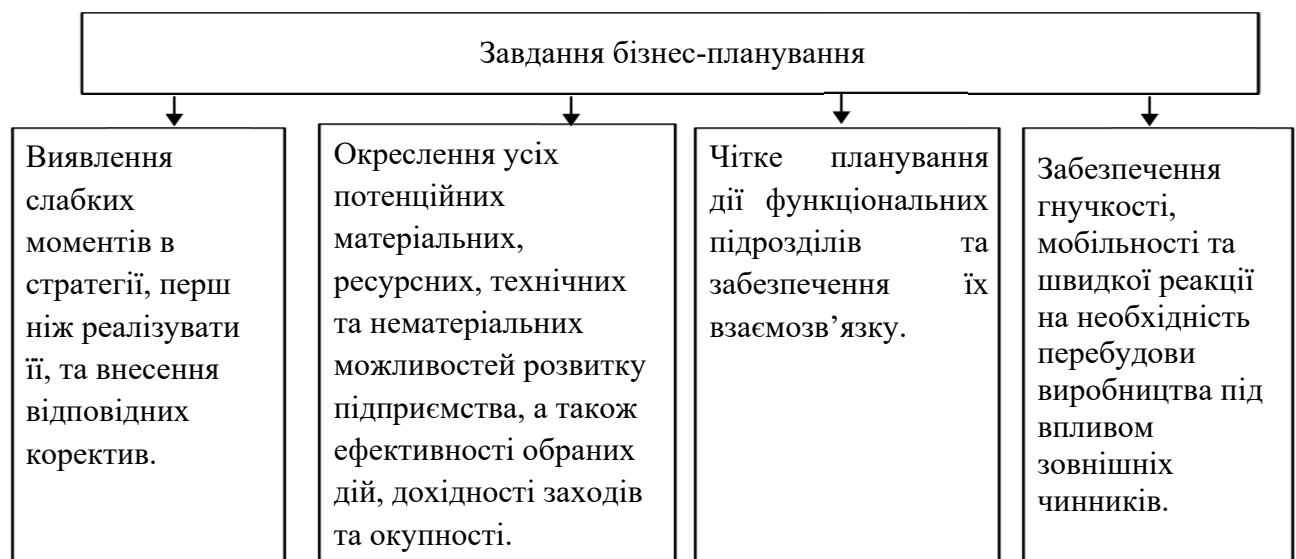 Завдання бізнес-планування
Виявлення
слабких
моментів в
стратегії, перш
ніж реалізувати
її, та внесення
відповідних
коректив.
Окреслення усіх
потенційних
матеріальних,
ресурсних, технічних
та нематеріальних
можливостей розвитку
підприємства, а також
ефективності обраних
дій, дохідності заходів
та окупності.
Чітке планування
дії функціональних
підрозділів та
забезпечення їх
взаємозв’язку.
Забезпечення
гнучкості,
мобільності та
швидкої реакції
на необхідність
перебудови
виробництва під
впливом
зовнішніх
чинників.